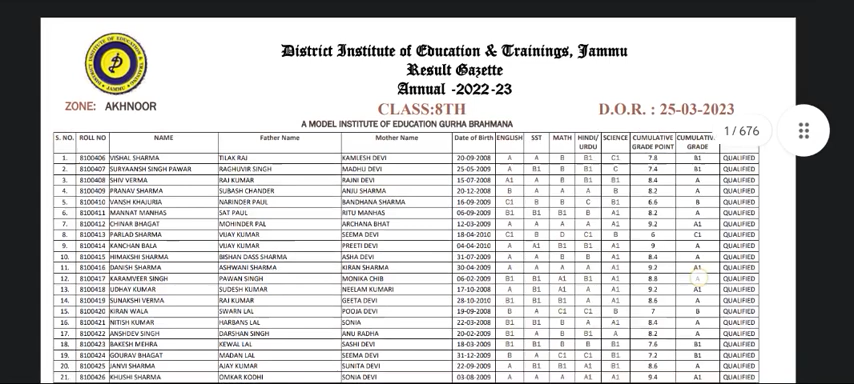 District Institute of Education & Trainings, Jammu
Result Gazette
Annual -2022-23
ZONE: AKHNOOR
CLASS:8TH
D.O.R. : 25-03-2023
A MODEL INSTITUTE OF EDUCATION GURHA BRAHMANA
1 / 676
S. NO. ROLL NO NAME Father Name Mother Name Date of Birth ENGLISH SST MATH HINDI/ URDU SCIENCE CUMULATIVE GRADE POINT CUMULATIV GRADE
1. 8100406 VISHAL SHARMA TILAK RAJ KAMLESH DEVI 20-09-2008 A A B B1 C1 7.8 B1 QUALIFIED
2. 8100407 SURYAANSH SINGH PAWAR RAGHUVIR SINGH MADHU DEVI 25-05-2009 A B1 B B1 C 7.4 B1 QUALIFIED
3. 8100408 SHIV VERMA RAJ KUMAR RAJNI DEVI 15-07-2008 A1 A B B1 B1 8.4 A QUALIFIED
4. 8100409 PRANAV SHARMA SUBASH CHANDER ANJU SHARMA 20-12-2008 B A A A B 8.2 A QUALIFIED
5. 8100410 VANSH KHAJURIA NARINDER PAUL BANDHANA SHARMA 16-09-2009 C1 B B C B1 6.6 B QUALIFIED
6. 8100411 MANNAT MANHAS SAT PAUL RITU MANHAS 06-09-2009 B1 B1 B1 B A1 8.2 A QUALIFIED
7. 8100412 CHINAR BHAGAT MOHINDER PAL ARCHANA BHAT 12-03-2009 A A A A A1 9.2 A1 QUALIFIED
8. 8100413 PARLAD SHARMA VIJAY KUMAR SEEMA DEVI 18-04-2010 C1 B D C1 B 6 C1 QUALIFIED
9. 8100414 KANCHAN BALA VIJAY KUMAR PREETI DEVI 04-04-2010 A A1 B1 B1 A1 9 A QUALIFIED
10. 8100415 HIMAKSHI SHARMA BISHAN DASS SHARMA ASHA DEVI 31-07-2009 A A B B A1 8.4 A QUALIFIED
11. 8100416 DANISH SHARMA ASHWANI SHARMA KIRAN SHARMA 30-04-2009 A A A A A1 9.2 A1 QUALIFIED
12. 8100417 KARAMVEER SINGH PAWAN SINGH MONIKA CHIB 06-02-2009 B1 B1 A1 B1 A1 8.8 A QUALIFIED
13. 8100418 UDHAY KUMAR SUDESH KUMAR NEELAM KUMARI 17-10-2008 A B1 A1 A A1 9.2 A1 QUALIFIED
14. 8100419 SUNAKSHI VERMA RAJ KUMAR GEETA DEVI 28-10-2010 B1 B1 B1 A A1 8.6 A QUALIFIED
15. 8100420 KIRAN WALA SWARN LAL POOJA DEVI 19-09-2008 B A C1 C1 B 7 B QUALIFIED
16. 8100421 NITISH KUMAR HARBANS LAL SONIA 22-03-2008 B1 B1 B A A1 8.4 A QUALIFIED
17. 8100422 ANSHDEV SINGH DARSHAN SINGH ANU RADHA 20-02-2009 B1 A B B1 A 8.2 A QUALIFIED
18. 8100423 BAKESH MEHRA KEWAL LAL SASHI DEVI 18-03-2009 B1 B1 B B B1 7.6 B1 QUALIFIED
19. 8100424 GOURAV BHAGAT MADAN LAL SEEMA DEVI 31-12-2009 B A C1 C1 B1 7.2 B1 QUALIFIED
20. 8100425 JANVI SHARMA AJAY KUMAR SUNITA DEVI 22-09-2009 A B1 B1 A1 B1 8.6 A QUALIFIED
21. 8100426 KHUSHI SHARMA OMKAR KODHI SONIA DEVI 03-08-2009 A A A A1 A1 9.4 A1 QUALIFIED